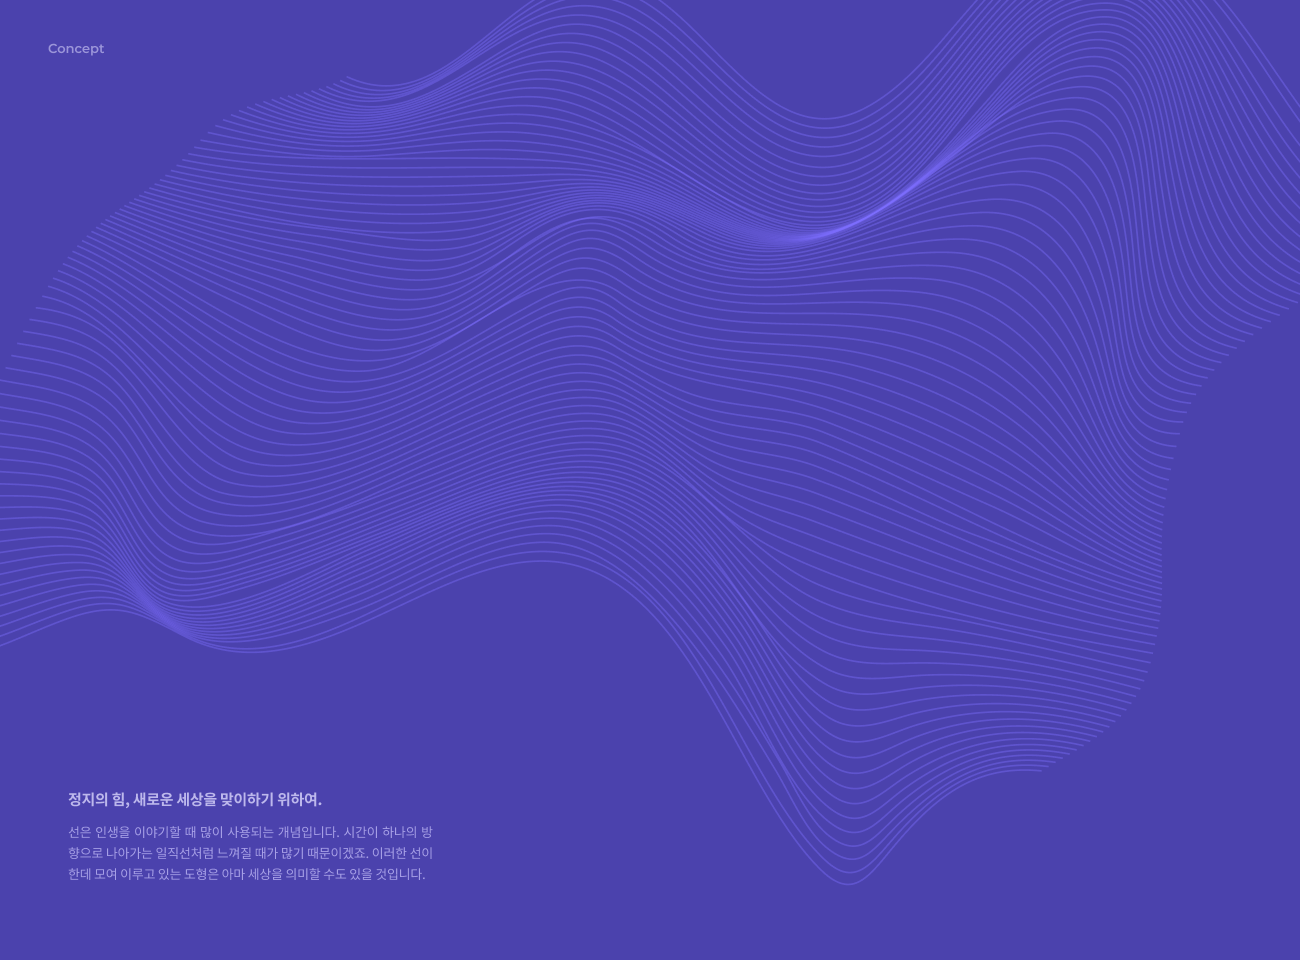 Concept
정지의 힘, 새로운 세상을 맞이하기 위하여.
선은 인생을 이야기할 때 많이 사용되는 개념입니다. 시간이 하나의 방
향으로 나아가는 일직선처럼 느껴질 때가 많기 때문이겠죠. 이러한 선이
한데 모여 이루고 있는 도형은 아마 세상을 의미할 수도 있을 것입니다.